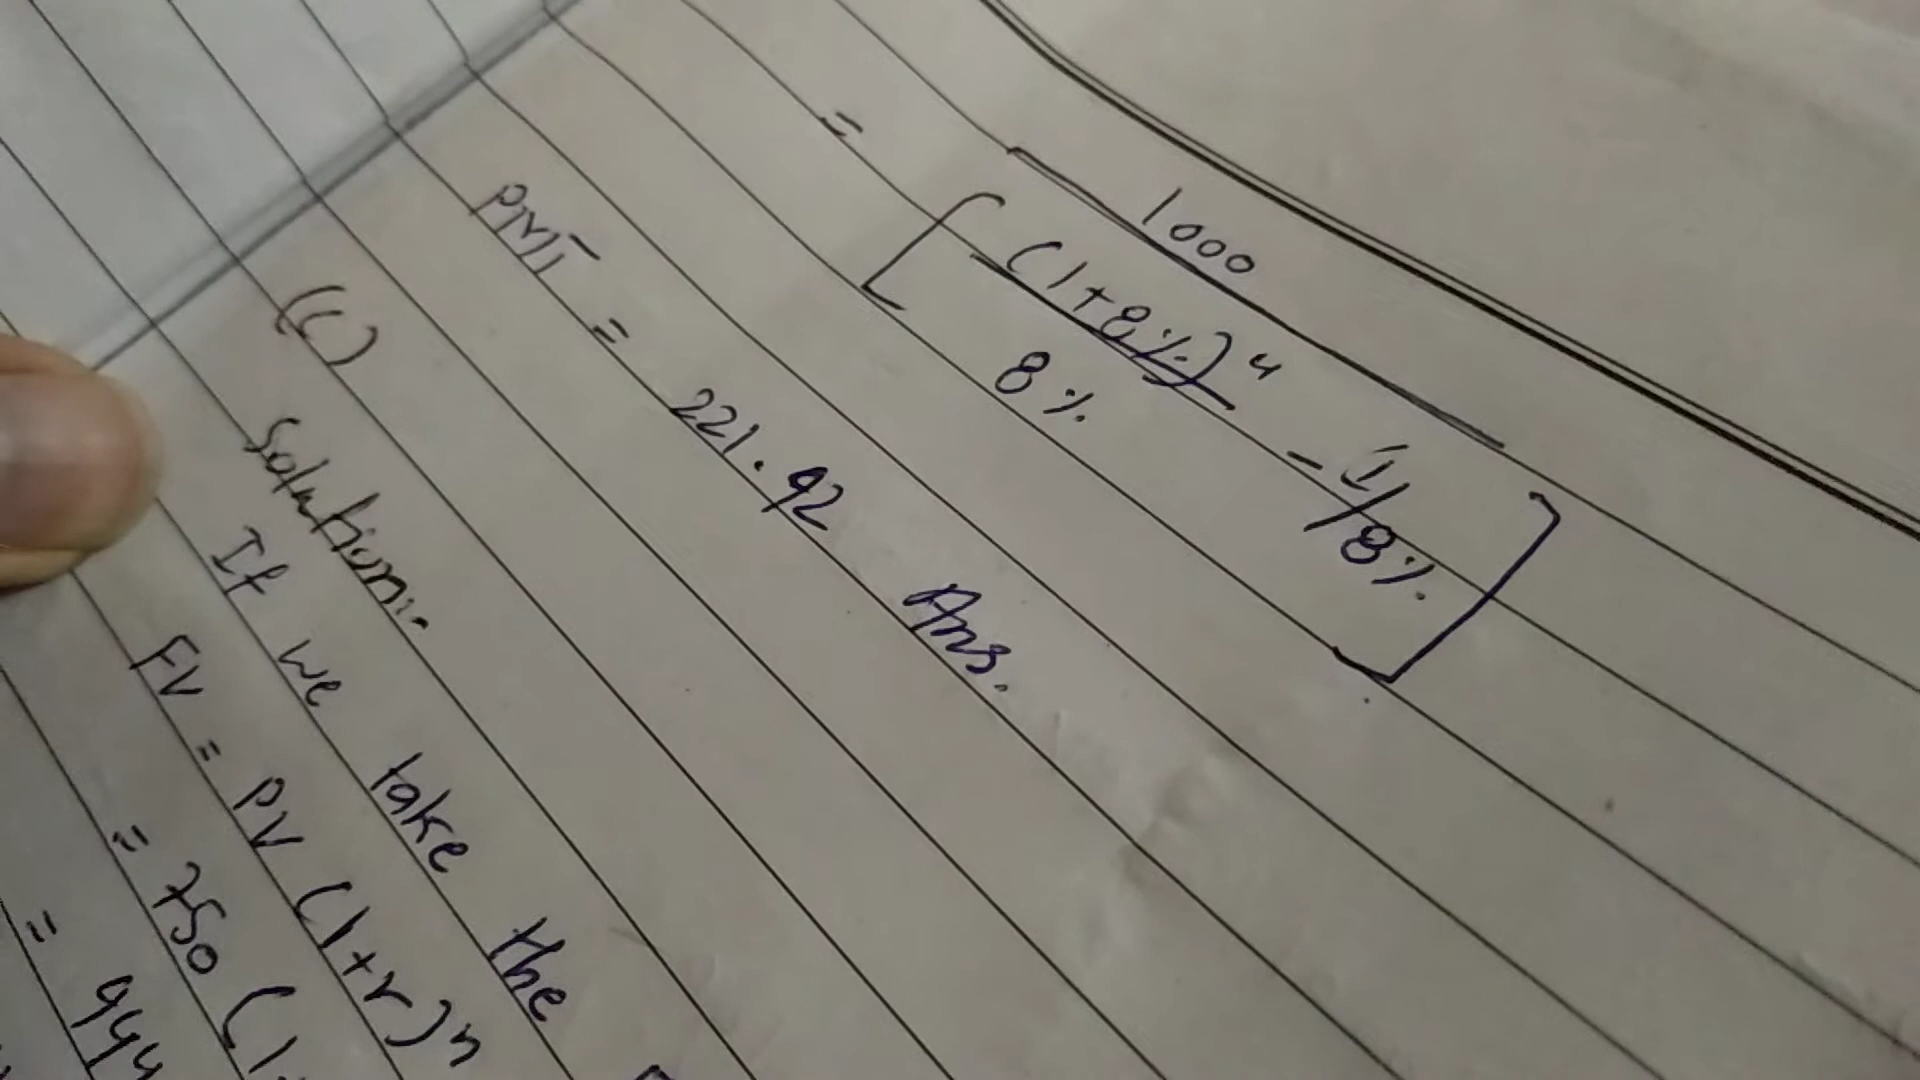 = 1000
[ (1+8%)⁴ / 8% - 1/8% ]
PMT = 221.92 Ans.
(C)
Solution:-
If we take the
FV = PV (1+r)n
= 750 (1+
= 944